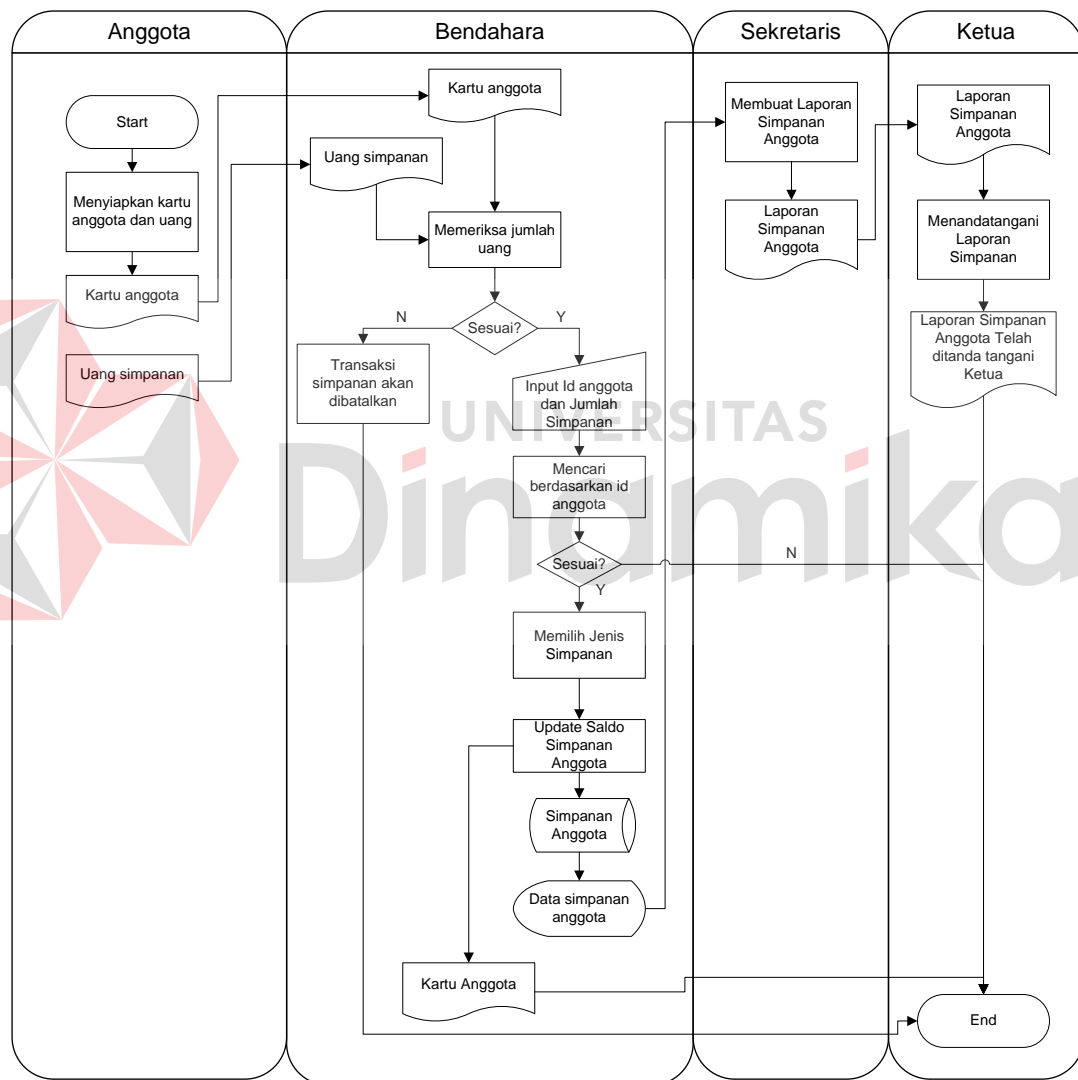 Anggota
Bendahara
Sekretaris
Ketua
Start
Menyiapkan kartu
anggota dan uang
Kartu anggota
Uang simpanan
Kartu anggota
Uang simpanan
Memeriksa jumlah
uang
Sesuai?
N
Y
Transaksi
simpanan akan
dibatalkan
Input Id anggota
dan Jumlah
Simpanan
Mencari
berdasarkan id
anggota
Sesuai?
N
Y
Memilih Jenis
Simpanan
Update Saldo
Simpanan
Anggota
Simpanan
Anggota
Data simpanan
anggota
Kartu Anggota
Membuat Laporan
Simpanan
Anggota
Laporan
Simpanan
Anggota
Laporan
Simpanan
Anggota
Menandatangani
Laporan
Simpanan
Laporan Simpanan
Anggota Telah
ditanda tangani
Ketua
End
UNIVERSITAS
Dinamika